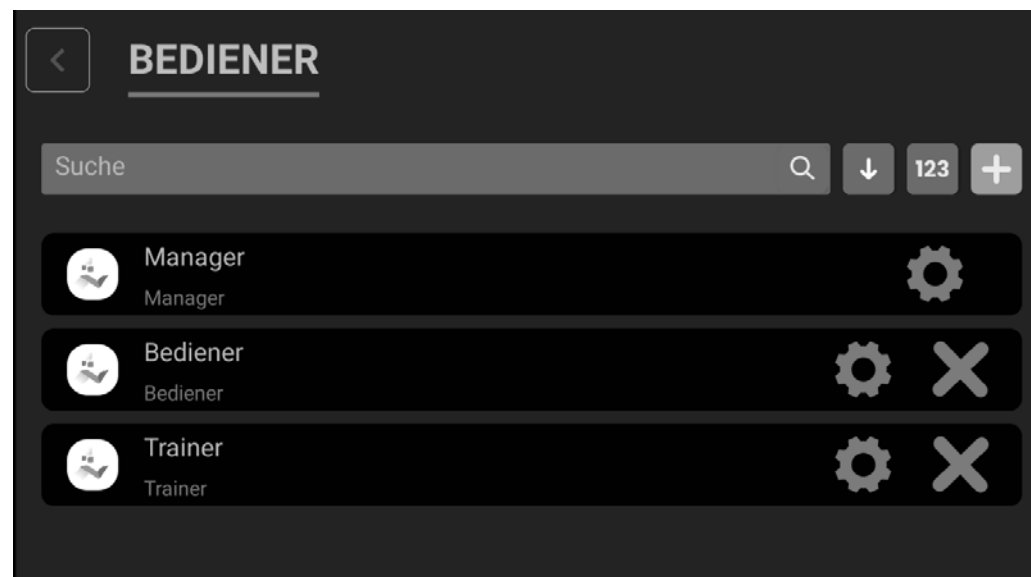 BEDIENER
Suche
123
Manager
Manager
Bediener
Bediener
Trainer
Trainer